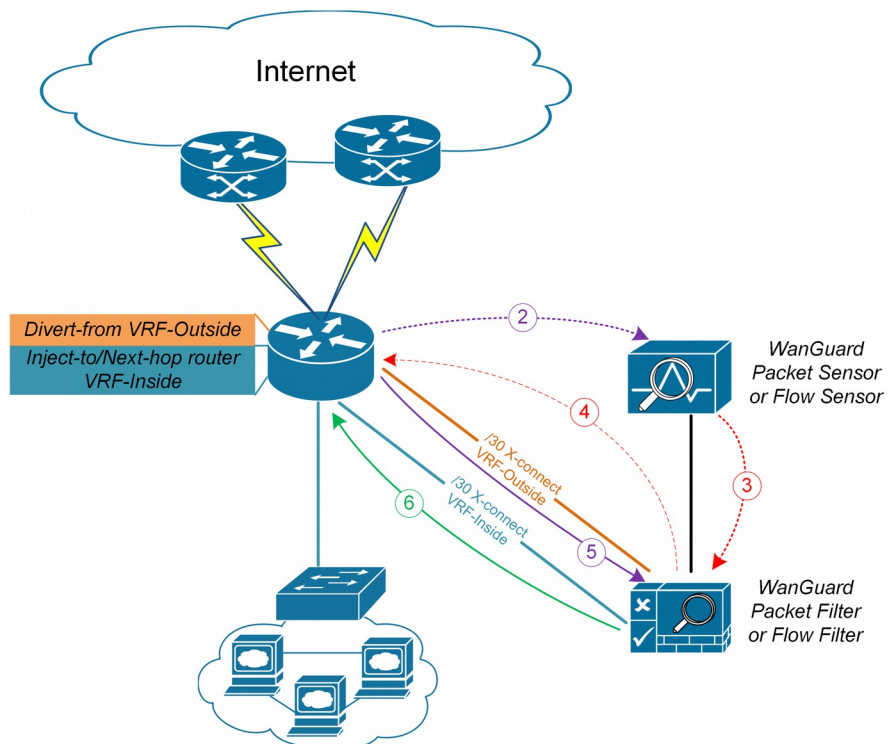 Internet
Divert-from VRF-Outside
Inject-to/Next-hop router
VRF-Inside
2
WanGuard
Packet Sensor
or Flow Sensor
4
3
/30 X-connect
VRF-Outside
/30 X-connect
VRF-Inside
6
5
WanGuard
Packet Filter
or Flow Filter